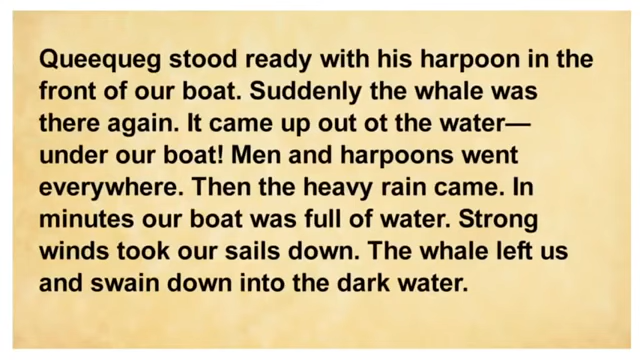 Queequeg stood ready with his harpoon in the
front of our boat. Suddenly the whale was
there again. It came up out ot the water—
under our boat! Men and harpoons went
everywhere. Then the heavy rain came. In
minutes our boat was full of water. Strong
winds took our sails down. The whale left us
and swain down into the dark water.